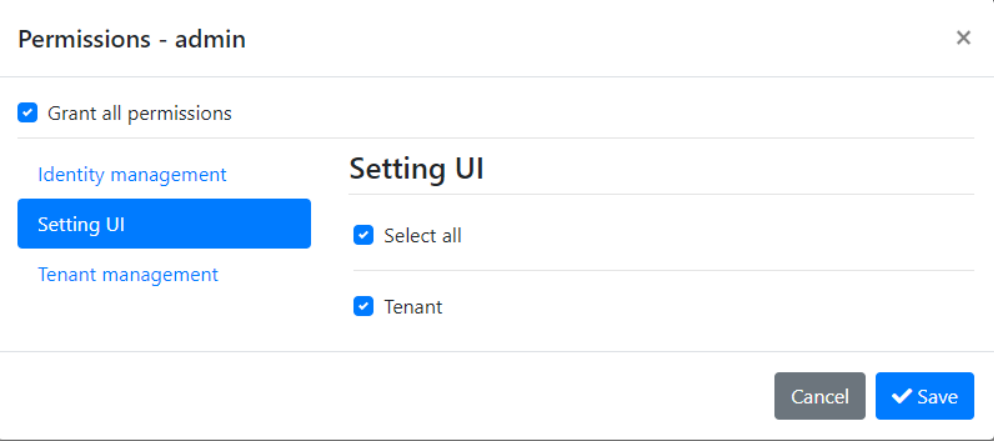 Permissions - admin
Grant all permissions
Identity management
Setting UI
Tenant management
Setting UI
Select all
Tenant
Cancel
Save